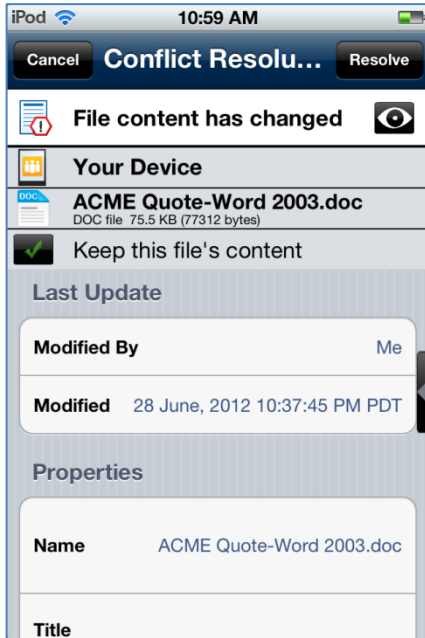 iPod 10:59 AM
Cancel Conflict Resolu... Resolve
File content has changed
Your Device
DOC ACME Quote-Word 2003.doc
DOC file 75.5 KB (77312 bytes)
Keep this file's content
Last Update
Modified By Me
Modified 28 June, 2012 10:37:45 PM PDT
Properties
Name ACME Quote-Word 2003.doc
Title